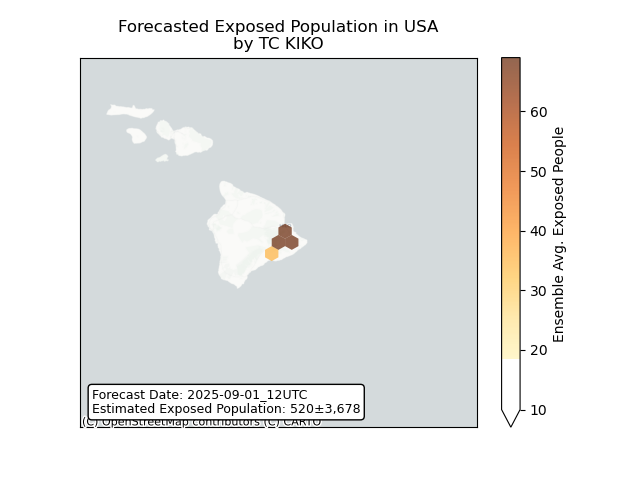 Forecasted Exposed Population in USA
by TC KIKO
60
50
40
30
20
10
Ensemble Avg. Exposed People
Forecast Date: 2025-09-01_12UTC
Estimated Exposed Population: 520±3,678
(C) OpenStreetMap contributors (C) CARTO